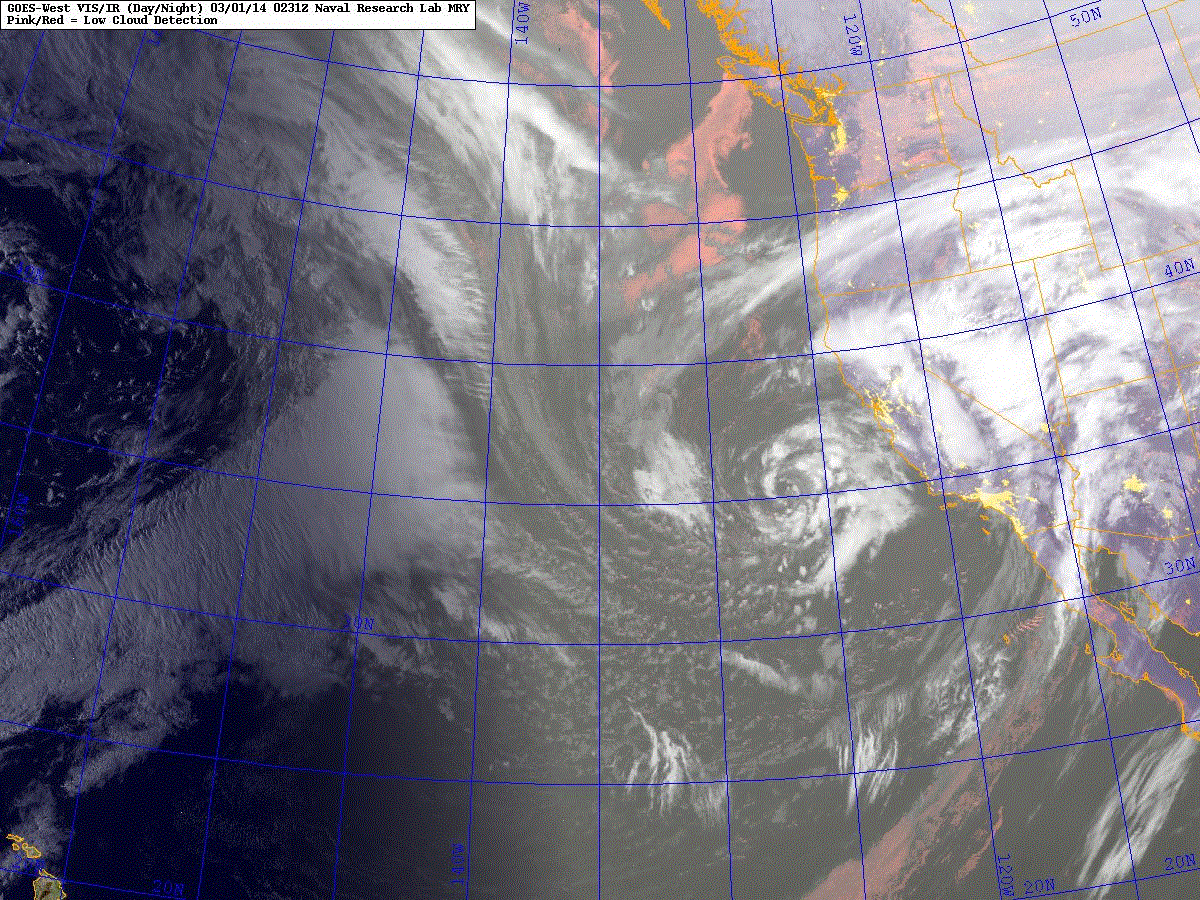 GOES-West VIS/IR (Day/Night) 03/01/14 0231Z Naval Research Lab MRY
Pink/Red = Low Cloud Detection
140W
120W
50N
40N
30N
140W
120W
20N
20N
20N